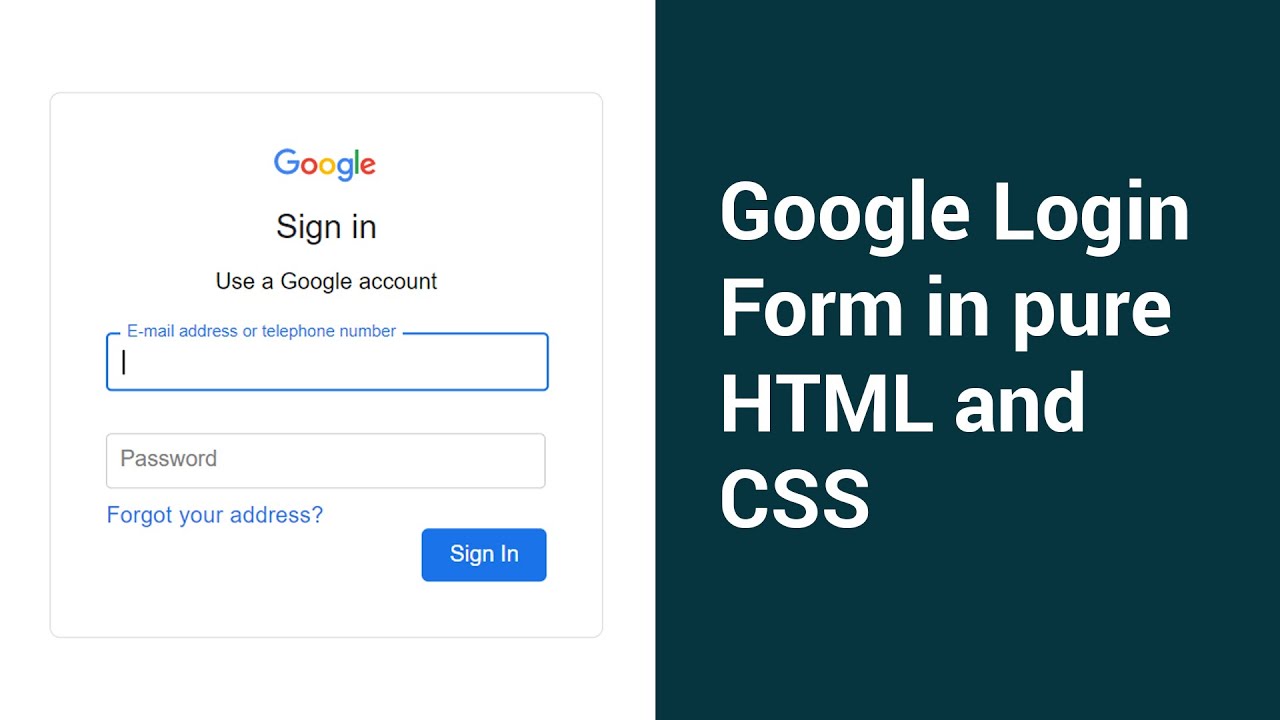 Google
Sign in
Use a Google account
E-mail address or telephone number
Password
Forgot your address?
Sign In
Google Login
Form in pure
HTML and
CSS